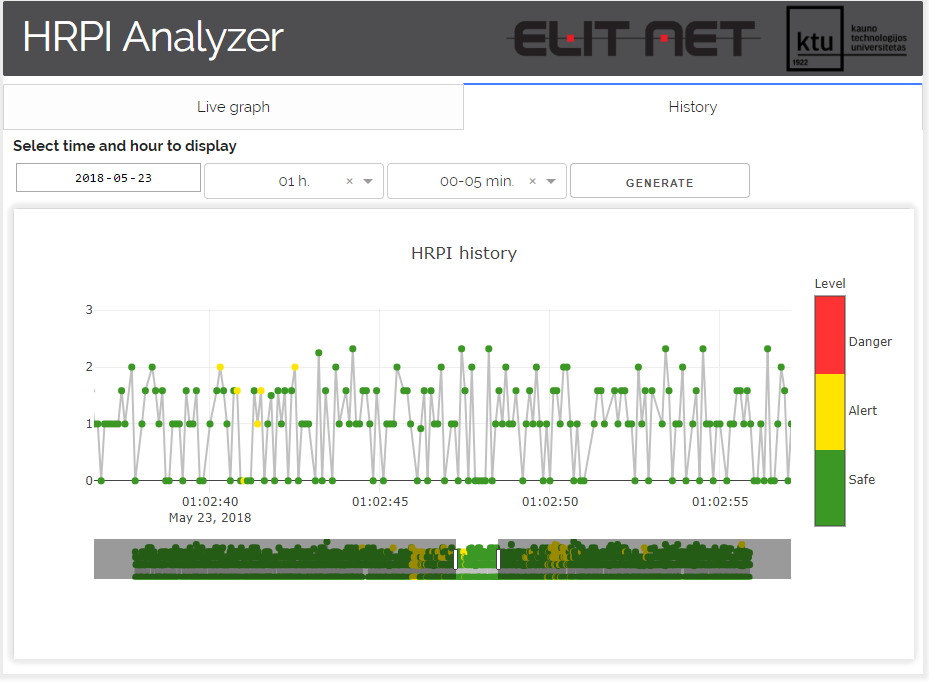 HRPI Analyzer
ELIT NET
ktu
1922
kauno
technologijos
universitetas
Live graph
History
Select time and hour to display
2018-05-23
01 h. ×
00-05 min. ×
GENERATE
HRPI history
Level
3
2
1
0
Danger
Alert
Safe
01:02:40
May 23, 2018
01:02:45
01:02:50
01:02:55